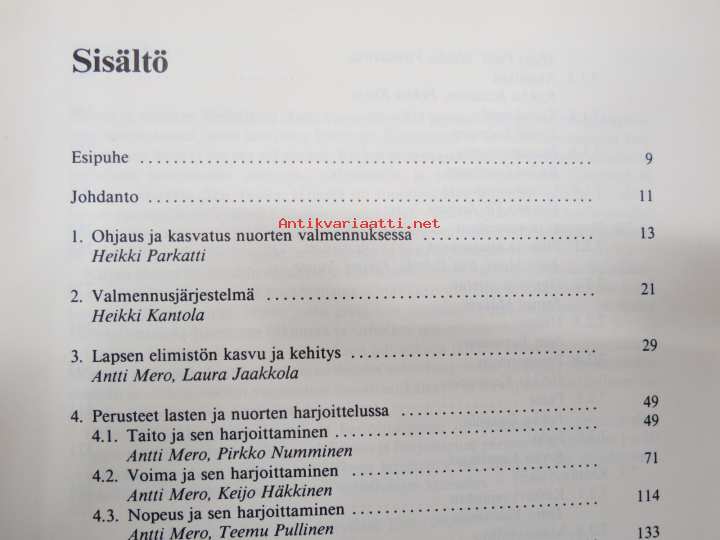 Sisältö
Esipuhe ........................................ 9
Johdanto ........................................ 11
Antikvariaatti.net
1. Ohjaus ja kasvatus nuorten valmennuksessa .................... 13
Heikki Parkatti
2. Valmennusjärjestelmä .............................. 21
Heikki Kantola
3. Lapsen elimistön kasvu ja kehitys .................... 29
Antti Mero, Laura Jaakkola
4. Perusteet lasten ja nuorten harjoittelussa .................... 49
4.1. Taito ja sen harjoittaminen .................... 49
Antti Mero, Pirkko Numminen
4.2. Voima ja sen harjoittaminen .................... 71
Antti Mero, Keijo Häkkinen
4.3. Nopeus ja sen harjoittaminen .................... 114
Antti Mero, Teemu Pullinen
133